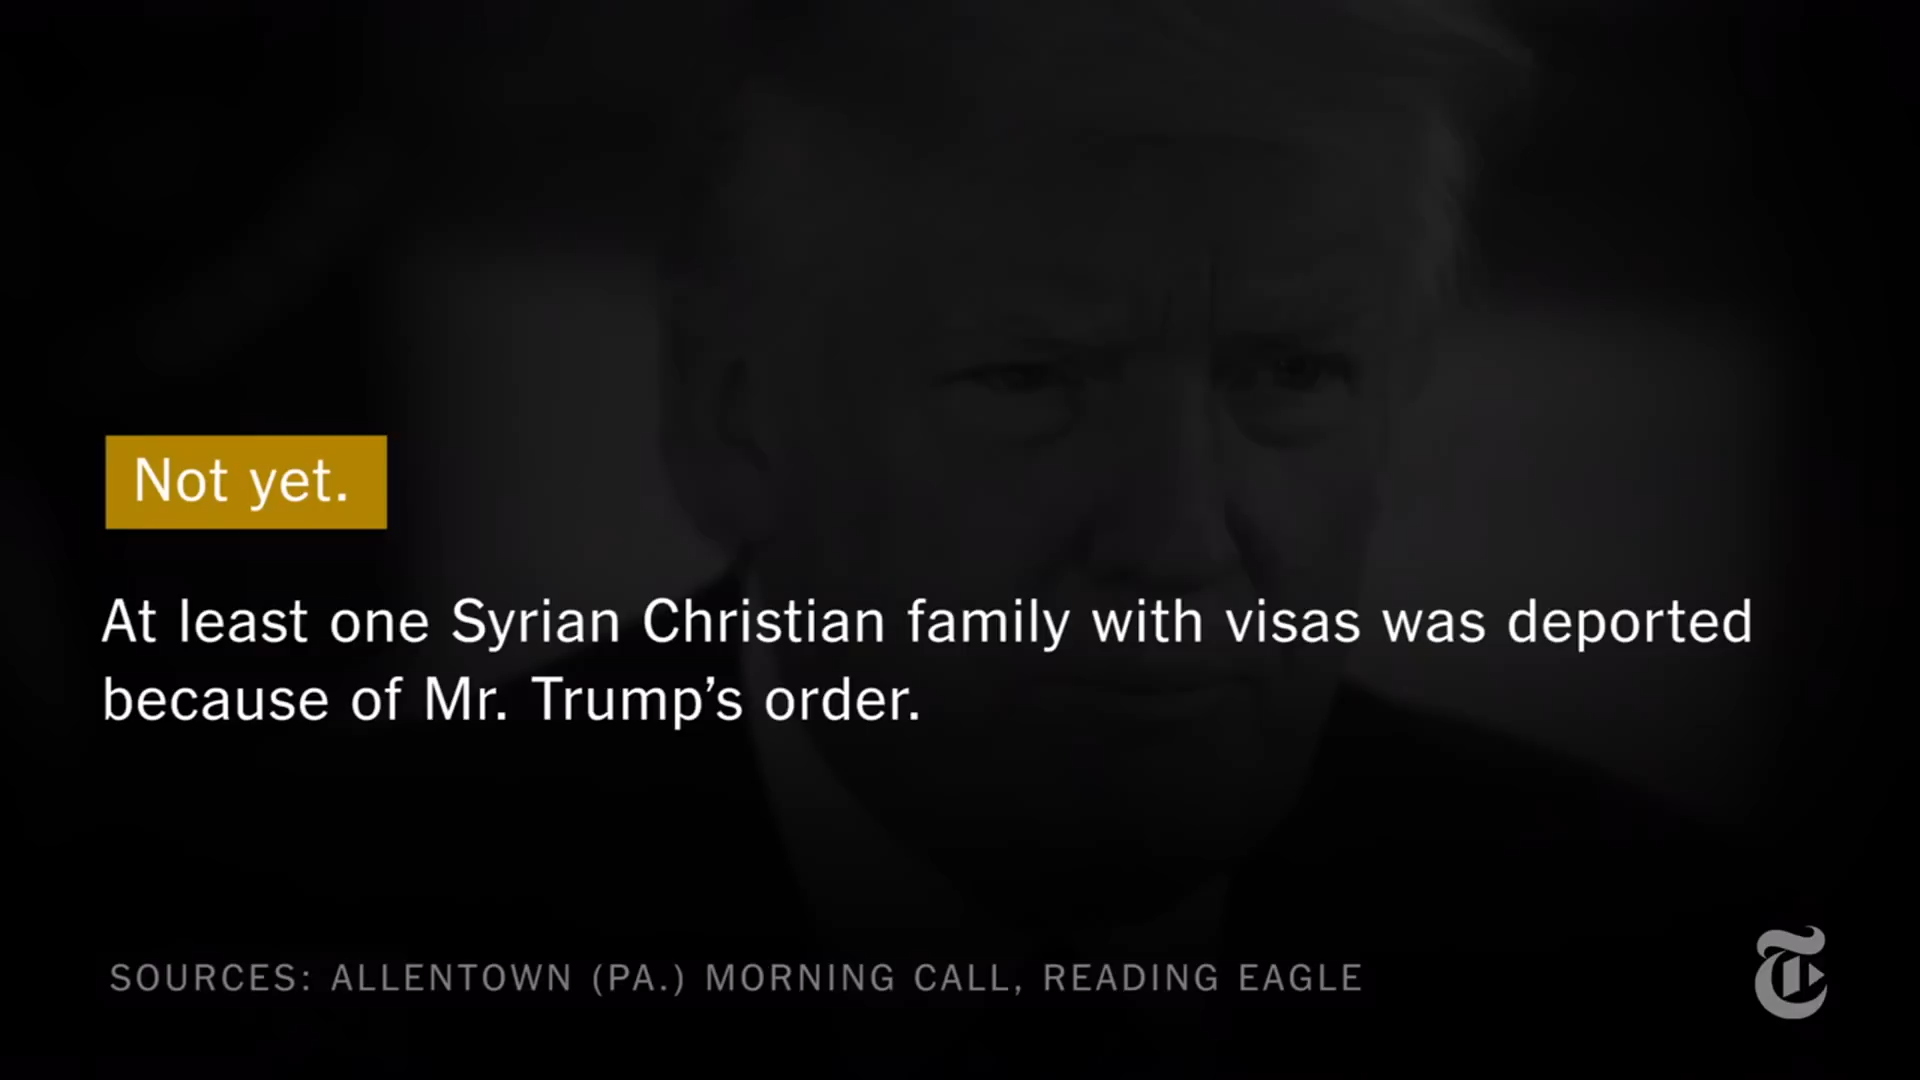 Not yet.
At least one Syrian Christian family with visas was deported
because of Mr. Trump’s order.
SOURCES: ALLENTOWN (PA.) MORNING CALL, READING EAGLE
T